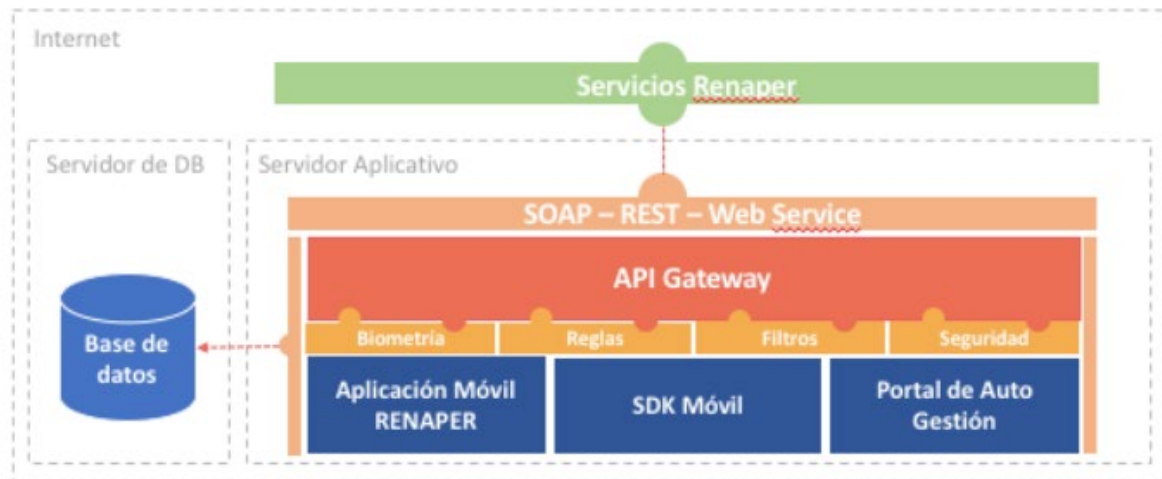 Internet
Servicios Renaper
Servidor de DB
Servidor Aplicativo
SOAP – REST – Web Service
API Gateway
Biometría
Reglas
Filtros
Seguridad
Base de
datos
Aplicación Móvil
RENAPER
SDK Móvil
Portal de Auto
Gestión